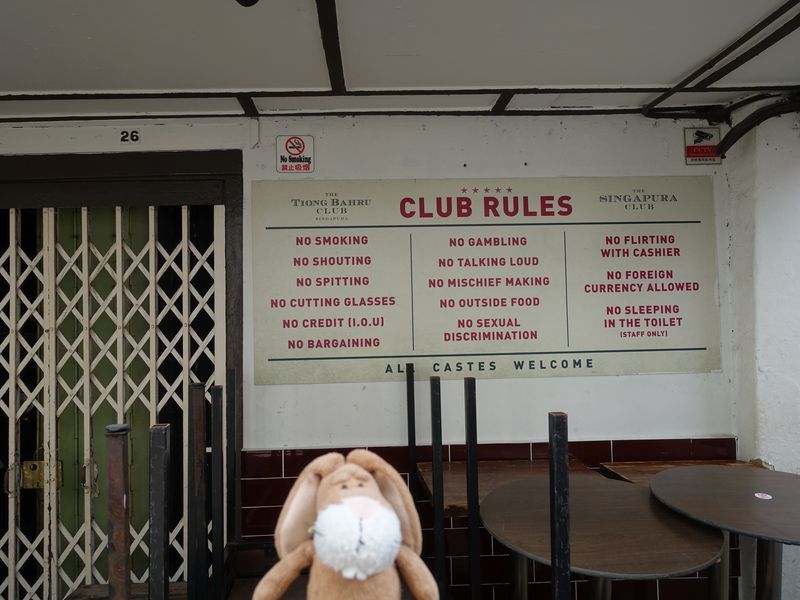 26
No Smoking
禁止吸烟
CCTV
THE
TIONG BAHRU
CLUB
SINGAPURA
CLUB RULES
THE
SINGAPURA
CLUB
NO SMOKING
NO SHOUTING
NO SPITTING
NO CUTTING GLASSES
NO CREDIT (I.O.U)
NO BARGAINING
NO GAMBLING
NO TALKING LOUD
NO MISCHIEF MAKING
NO OUTSIDE FOOD
NO SEXUAL
DISCRIMINATION
NO FLIRTING
WITH CASHIER
NO FOREIGN
CURRENCY ALLOWED
NO SLEEPING
IN THE TOILET
(STAFF ONLY)
ALL CASTES WELCOME